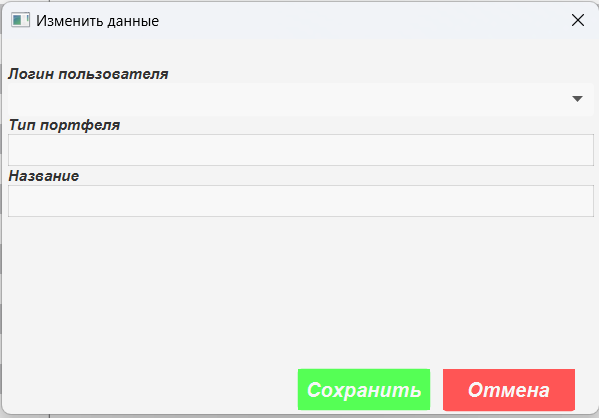 Изменить данные
Логин пользователя
Тип портфеля
Название
Сохранить Отмена